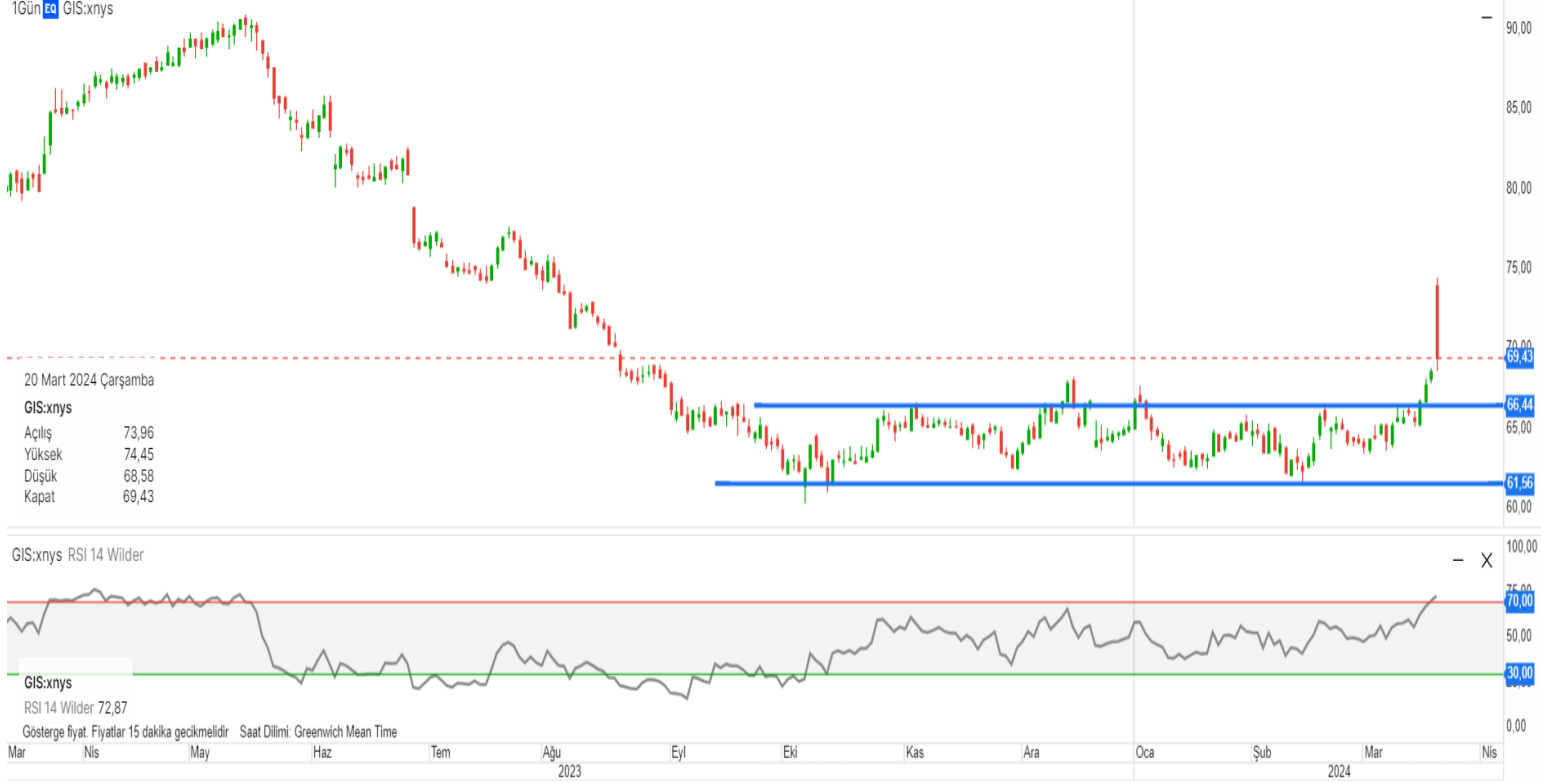 1Gün EQ GIS:xnys
90,00
85,00
80,00
75,00
70,00
69,43
66,44
65,00
61,56
60,00
20 Mart 2024 Çarşamba
GIS:xnys
Açılış 73,96
Yüksek 74,45
Düşük 68,58
Kapat 69,43
GIS:xnys RSI 14 Wilder
100,00
75,00
70,00
50,00
30,00
0,00
GIS:xnys
RSI 14 Wilder 72,87
Gösterge fiyat. Fiyatlar 15 dakika gecikmelidir Saat Dilimi: Greenwich Mean Time
Mar Nis May Haz Tem Ağu Eyl Eki Kas Ara Oca Şub Mar Nis
2023 2024